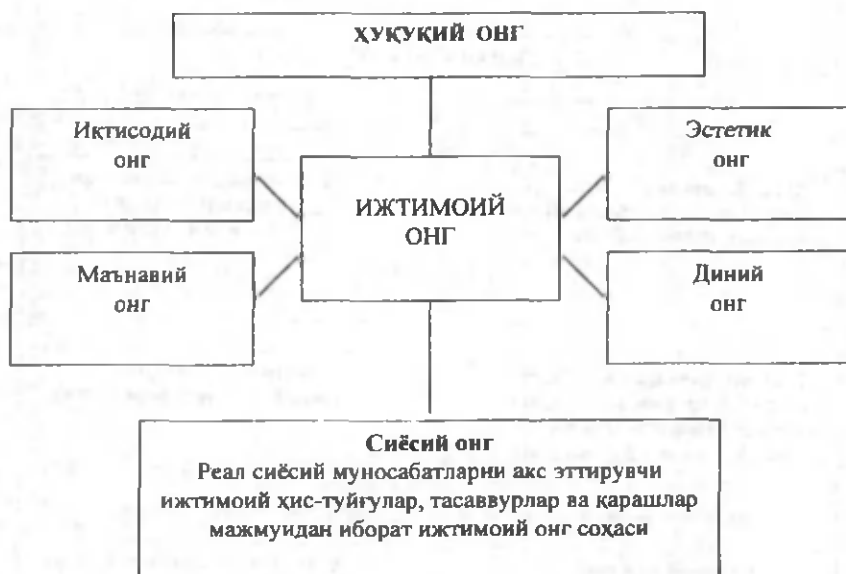 ҲУҚУҚИЙ ОНГ
Иқтисодий
онг
Эстетик
онг
ИЖТИМОИЙ
ОНГ
Маънавий
онг
Диний
онг
Сиёсий онг
Реал сиёсий муносабатларни акс эттирувчи
ижтимоий ҳис-туйғулар, тасаввурлар ва қарашлар
мажмуидан иборат ижтимоий онг соҳаси